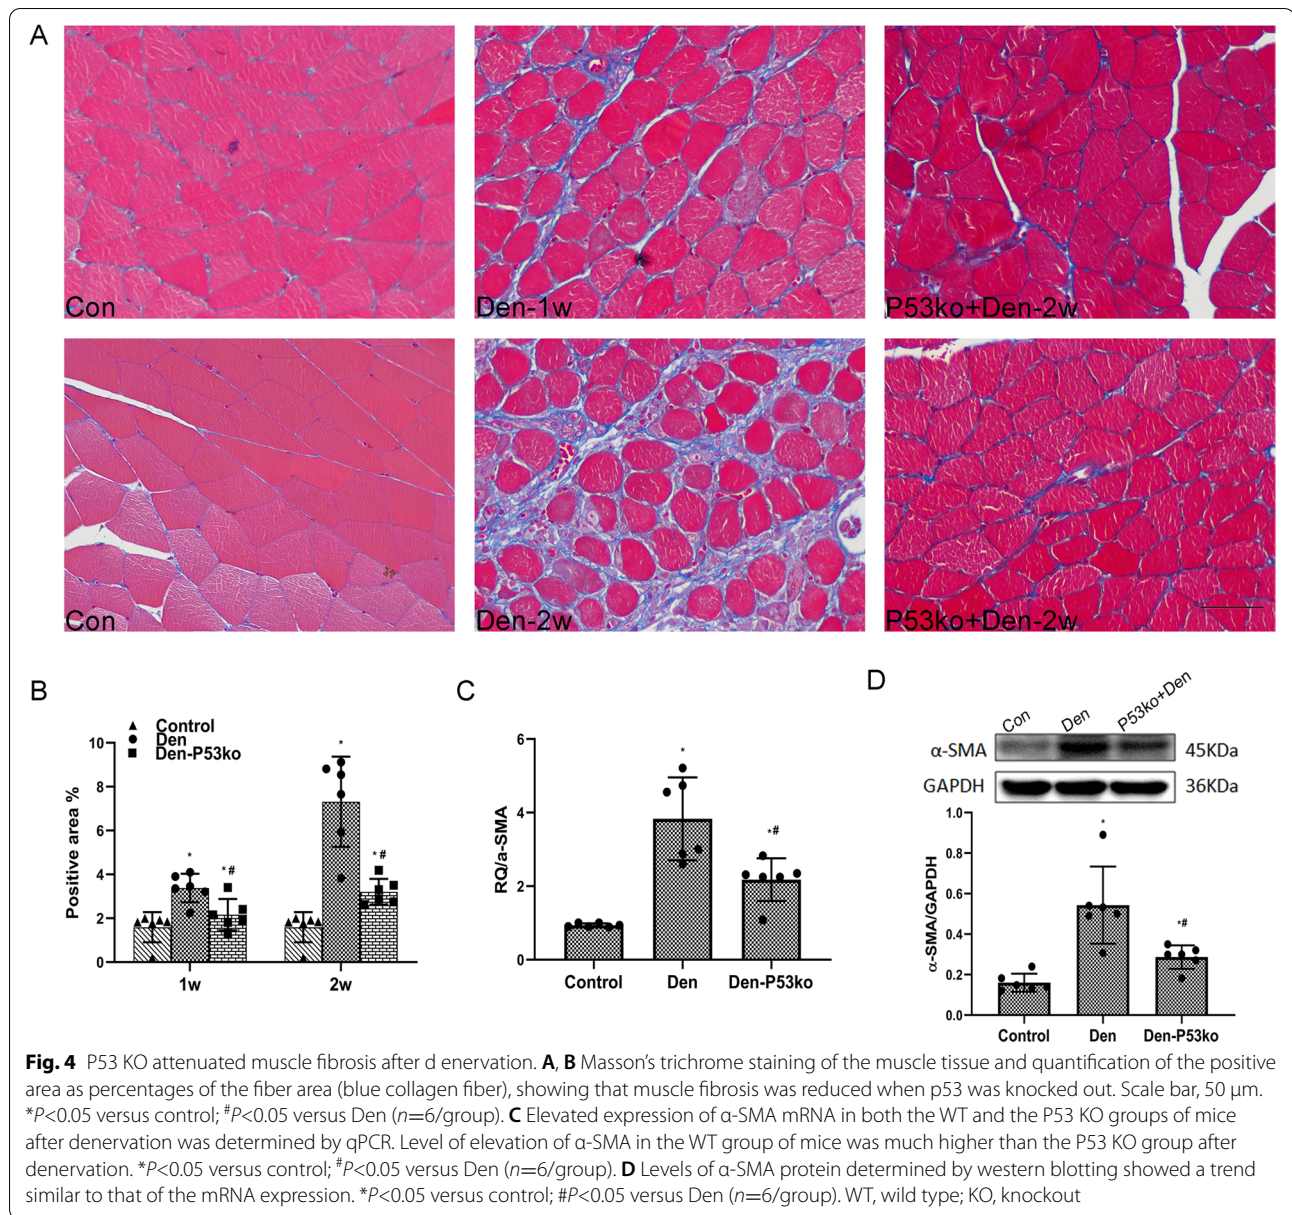 A
Con
Den-1w
P53ko+Den-2w
Con
Den-2w
P53ko+Den-2w
B
Control
Den
Den-P53ko
Positive area %
10
8
6
4
2
0
*
* #
*
* #
1w
2w
C
RQ/a-SMA
6
4
2
0
*
*#
Control
Den
Den-P53ko
D
Con
Den
P53ko+Den
α-SMA
45KDa
GAPDH
36KDa
α-SMA/GAPDH
1.0
0.8
0.6
0.4
0.2
0.0
*
*#
Control
Den
Den-P53ko
Fig. 4 P53 KO attenuated muscle fibrosis after d enervation. A, B Masson's trichrome staining of the muscle tissue and quantification of the positive
area as percentages of the fiber area (blue collagen fiber), showing that muscle fibrosis was reduced when p53 was knocked out. Scale bar, 50 μm.
*P<0.05 versus control; #P<0.05 versus Den (n=6/group). C Elevated expression of α-SMA mRNA in both the WT and the P53 KO groups of mice
after denervation was determined by qPCR. Level of elevation of α-SMA in the WT group of mice was much higher than the P53 KO group after
denervation. *P<0.05 versus control; #P<0.05 versus Den (n=6/group). D Levels of α-SMA protein determined by western blotting showed a trend
similar to that of the mRNA expression. *P<0.05 versus control; #P<0.05 versus Den (n=6/group). WT, wild type; KO, knockout